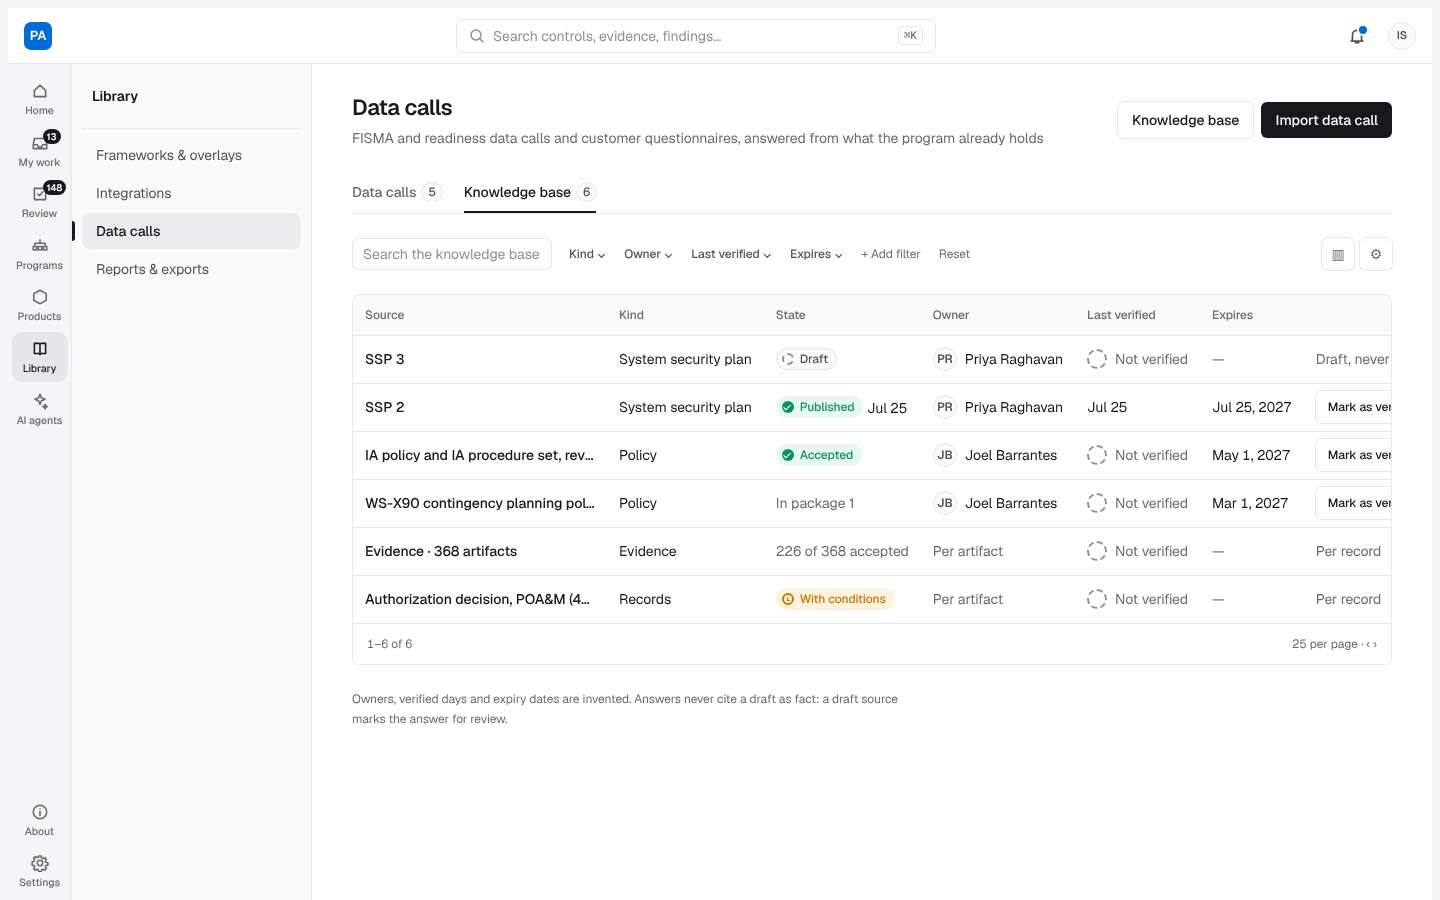 PA
Search controls, evidence, findings...
⌘K
IS
Home
13
My work
148
Review
Programs
Products
Library
AI agents
About
Settings
Library
Frameworks & overlays
Integrations
Data calls
Reports & exports
Data calls
FISMA and readiness data calls and customer questionnaires, answered from what the program already holds
Knowledge base
Import data call
Data calls 5
Knowledge base 6
Search the knowledge base
Kind
Owner
Last verified
Expires
+ Add filter
Reset
Source Kind State Owner Last verified Expires
SSP 3 System security plan Draft PR Priya Raghavan Not verified — Draft, never
SSP 2 System security plan Published Jul 25 PR Priya Raghavan Jul 25 Jul 25, 2027 Mark as ver
IA policy and IA procedure set, rev... Policy Accepted JB Joel Barrantes Not verified May 1, 2027 Mark as ver
WS-X90 contingency planning pol... Policy In package 1 JB Joel Barrantes Not verified Mar 1, 2027 Mark as ver
Evidence · 368 artifacts Evidence 226 of 368 accepted Per artifact Not verified — Per record
Authorization decision, POA&M (4... Records With conditions Per artifact Not verified — Per record
1–6 of 6
25 per page · ‹ ›
Owners, verified days and expiry dates are invented. Answers never cite a draft as fact: a draft source
marks the answer for review.